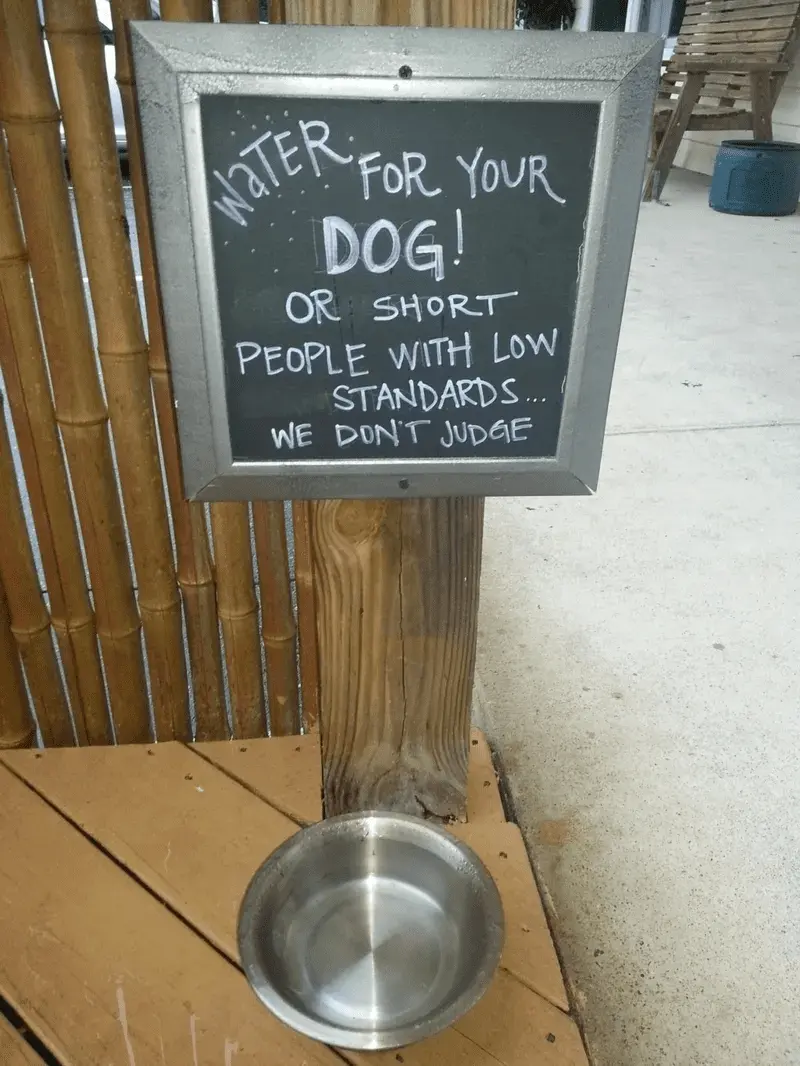 WaTER FOR YOUR
DOG!
OR SHORT
PEOPLE WITH LOW
STANDARDS...
WE DON'T JUDGE